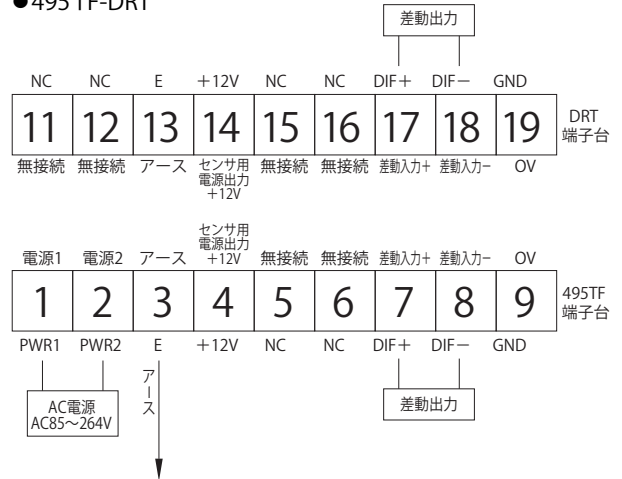 ●495TF-DRT
差動出力
NC NC E ＋12V NC NC DIF＋ DIF－ GND
11 12 13 14 15 16 17 18 19
DRT
端子台
無接続 無接続 アース センサ用 無接続 無接続 差動入力+ 差動入力− OV
電源出力
＋12V
センサ用
電源出力
電源1 電源2 アース ＋12V 無接続 無接続 差動入力+ 差動入力− OV
1 2 3 4 5 6 7 8 9
495TF
端子台
PWR1 PWR2 E ＋12V NC NC DIF＋ DIF－ GND
アース
AC電源
AC85〜264V
差動出力